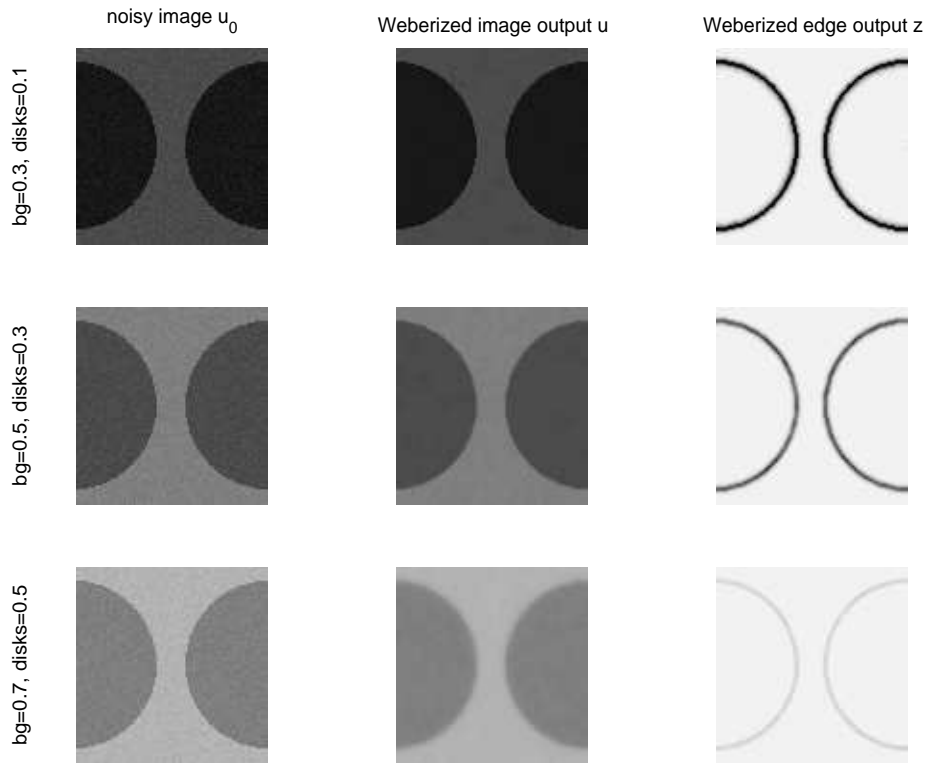 noisy image u0
Weberized image output u
Weberized edge output z
bg=0.3, disks=0.1
bg=0.5, disks=0.3
bg=0.7, disks=0.5